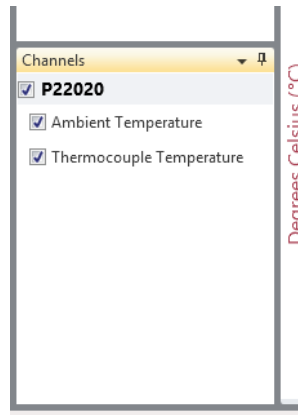 Channels
P22020
Ambient Temperature
Thermocouple Temperature
Degrees Celsius (°C)